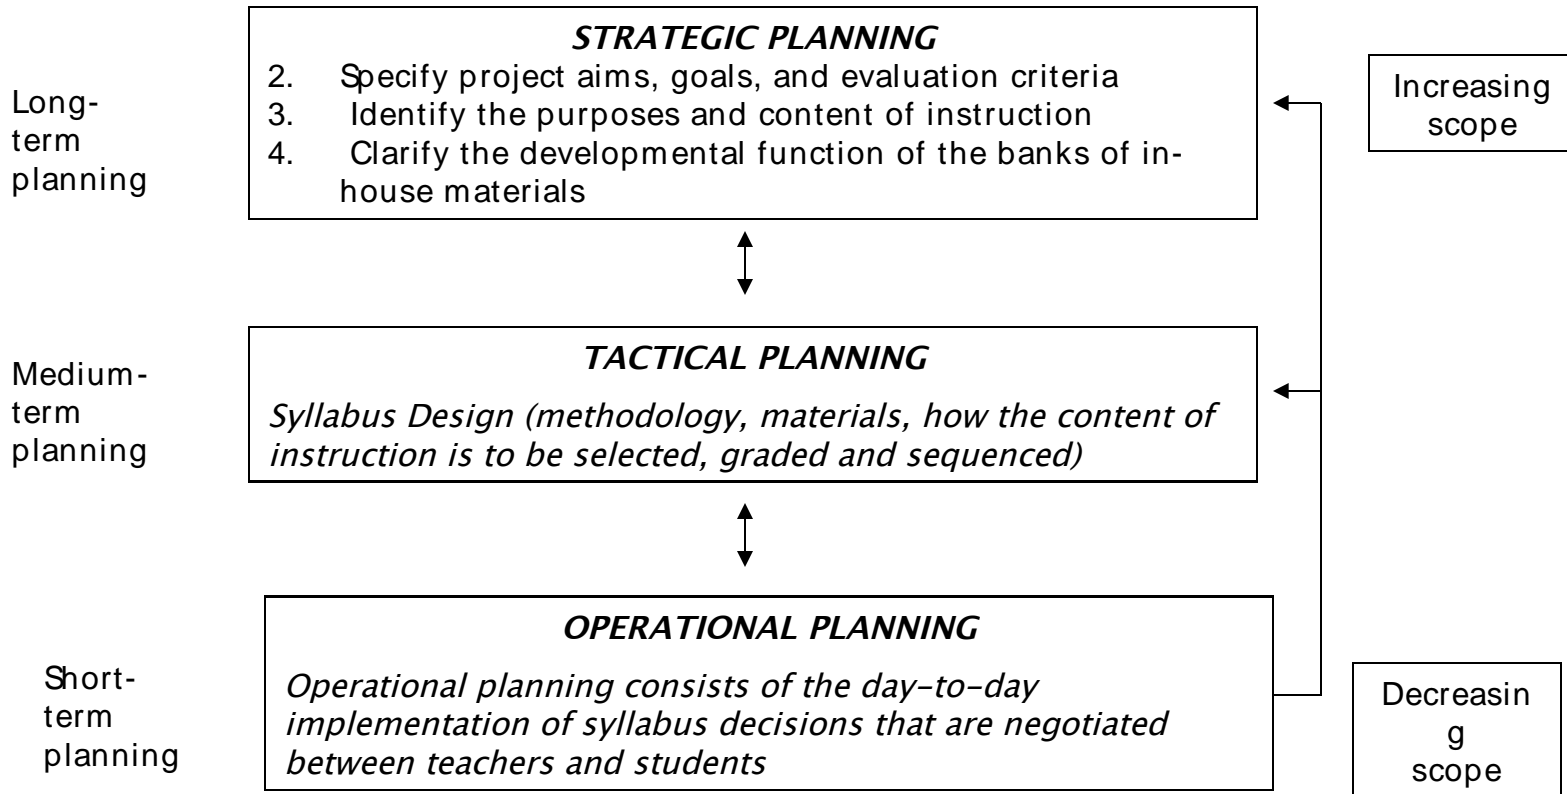 STRATEGIC PLANNING
2. Specify project aims, goals, and evaluation criteria
3. Identify the purposes and content of instruction
4. Clarify the developmental function of the banks of in-
house materials
Long-
term
planning
Increasing
scope
TACTICAL PLANNING
Syllabus Design (methodology, materials, how the content of
instruction is to be selected, graded and sequenced)
Medium-
term
planning
OPERATIONAL PLANNING
Operational planning consists of the day-to-day
implementation of syllabus decisions that are negotiated
between teachers and students
Short-
term
planning
Decreasin
g
scope